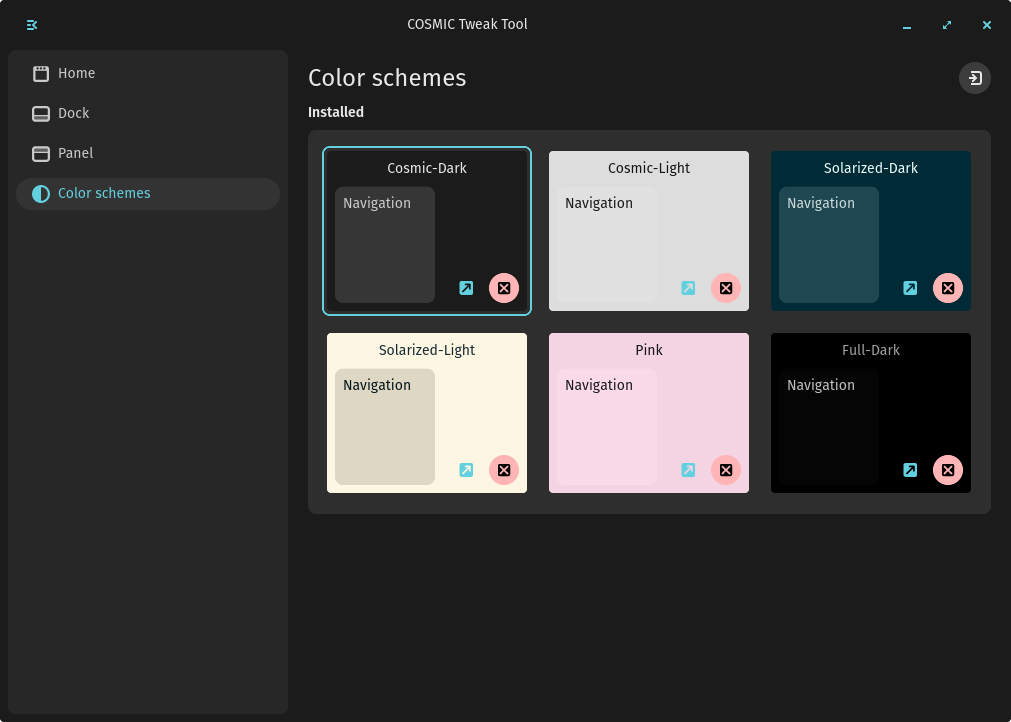 COSMIC Tweak Tool
Home
Dock
Panel
Color schemes
Color schemes
Installed
Cosmic-Dark
Navigation
Cosmic-Light
Navigation
Solarized-Dark
Navigation
Solarized-Light
Navigation
Pink
Navigation
Full-Dark
Navigation